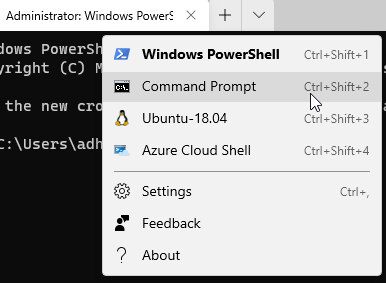 Administrator: Windows PowerS
Windows PowerShell Ctrl+Shift+1
Command Prompt Ctrl+Shift+2
Ubuntu-18.04 Ctrl+Shift+3
Azure Cloud Shell Ctrl+Shift+4
Settings Ctrl+,
Feedback
About
dows PowerSh
yright (C) M
the new cro
C:\Users\adh